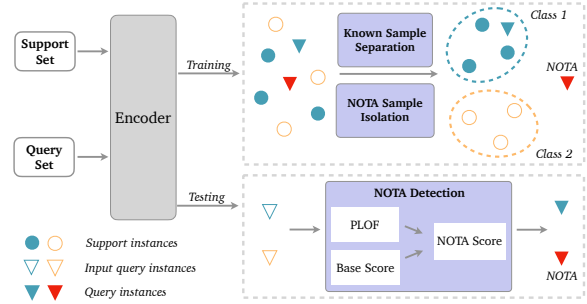 Support
Set
Query
Set
Encoder
Training
Testing
Known Sample
Separation
NOTA Sample
Isolation
Class 1
NOTA
Class 2
NOTA Detection
PLOF
Base Score
NOTA Score
NOTA
Support instances
Input query instances
Query instances